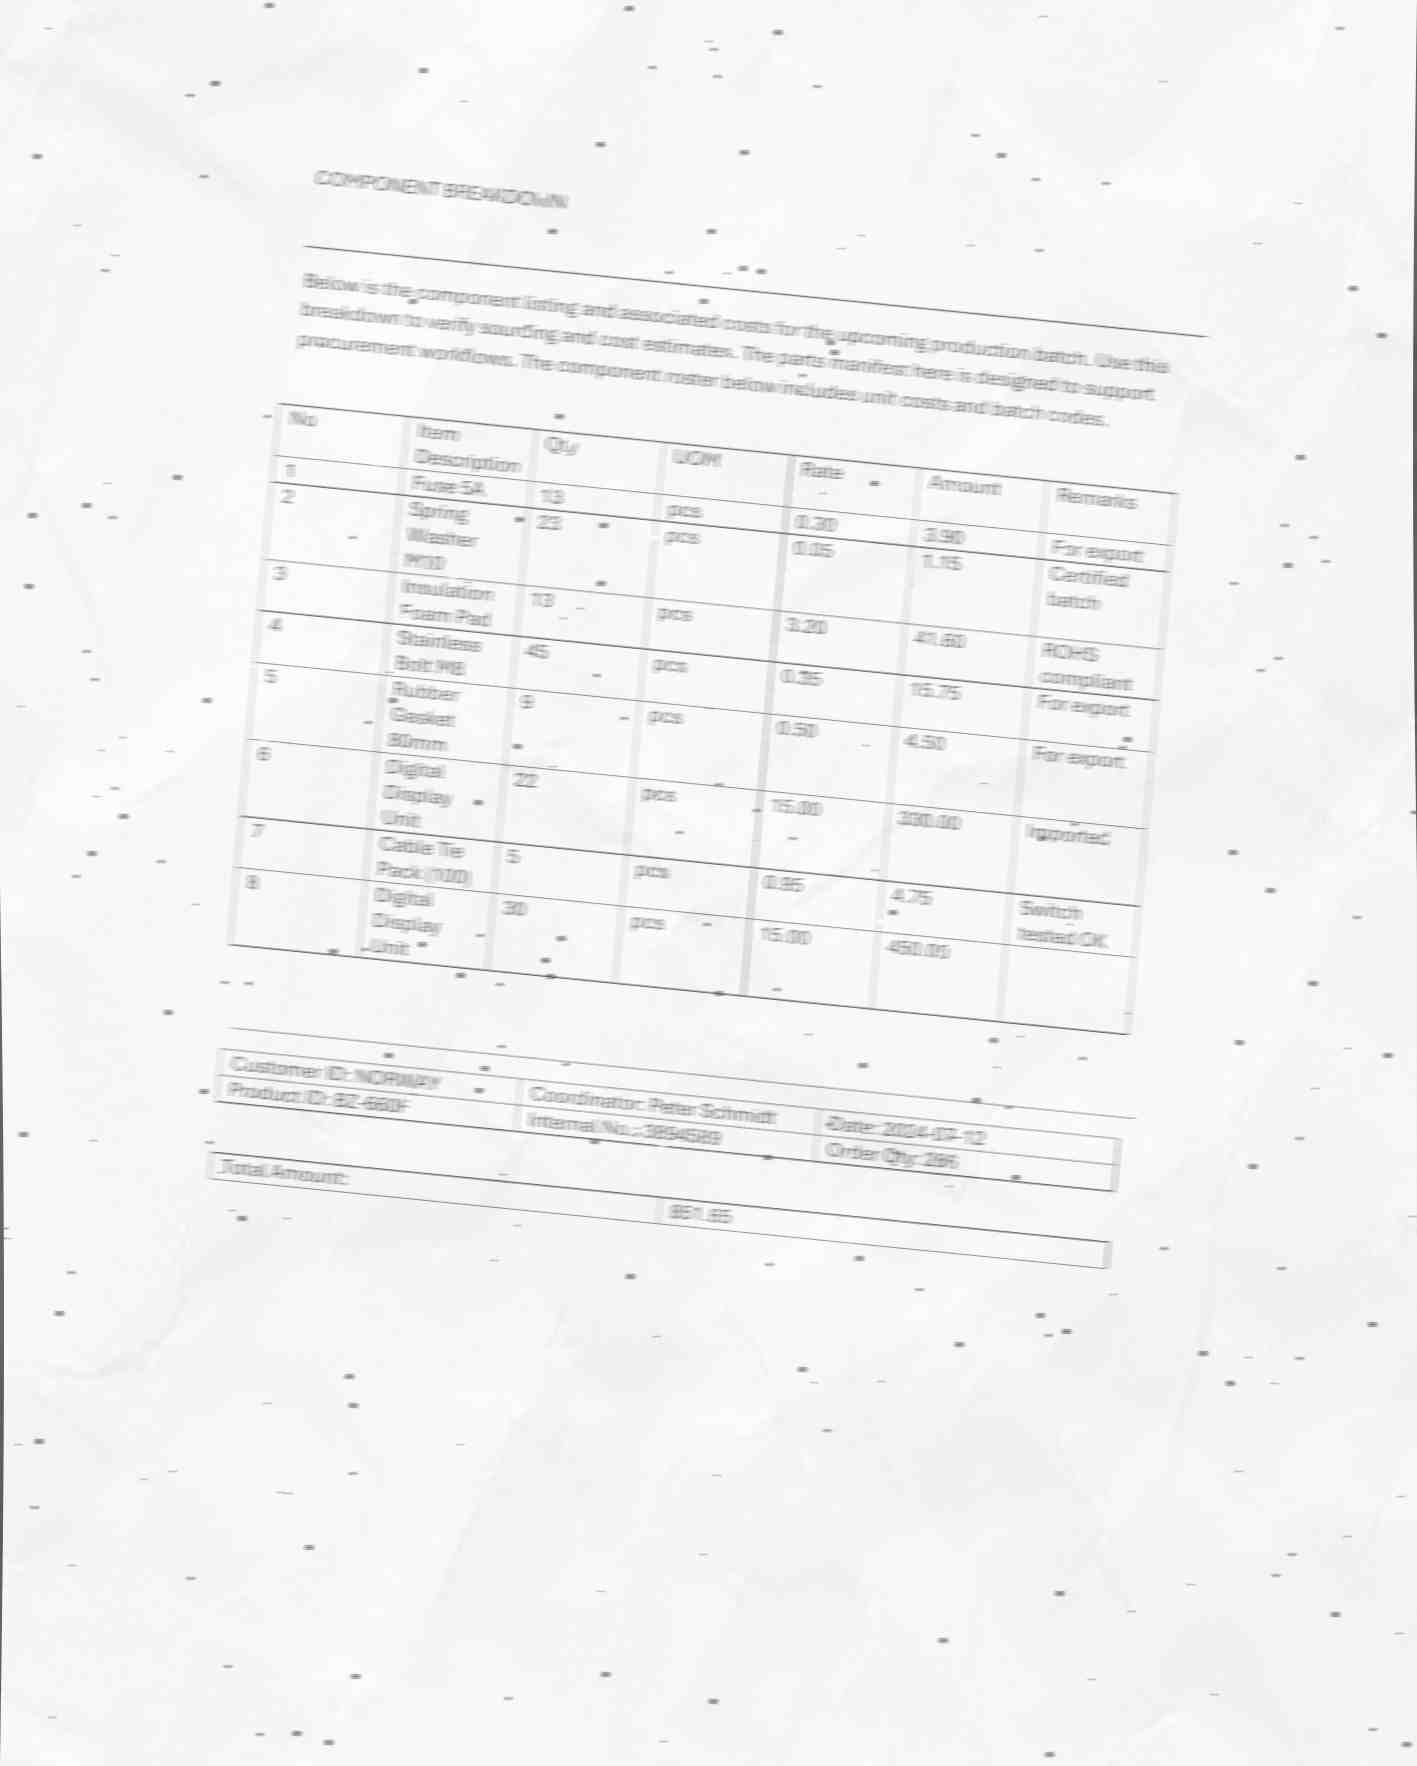 COMPONENT BREAKDOWN
Below is the component listing and associated costs for the upcoming production batch. Use this
breakdown to verify sourcing and cost estimates. The parts manifest here is designed to support
procurement workflows. The component roster below includes unit costs and batch codes.
No Item Description Qty UOM Rate Amount Remarks
1 Fuse 5A 13 pcs 0.30 3.90 For export
2 Spring Washer M10 23 pcs 0.05 1.15 Certified batch
3 Insulation Foam Pad 13 pcs 3.20 41.60 ROHS compliant
4 Stainless Bolt M8 45 pcs 0.35 15.75 For export
5 Rubber Gasket 80mm 9 pcs 0.50 4.50 For export
6 Digital Display Unit 22 pcs 15.00 330.00 Imported
7 Cable Tie Pack (100) 5 pcs 0.95 4.75 Switch tested OK
8 Digital Display Unit 30 pcs 15.00 450.00
Customer ID: NORWAY Coordinator: Peter Schmidt Date:
Product ID: Internal No.: Order Qty:
Total Amount: 851.65